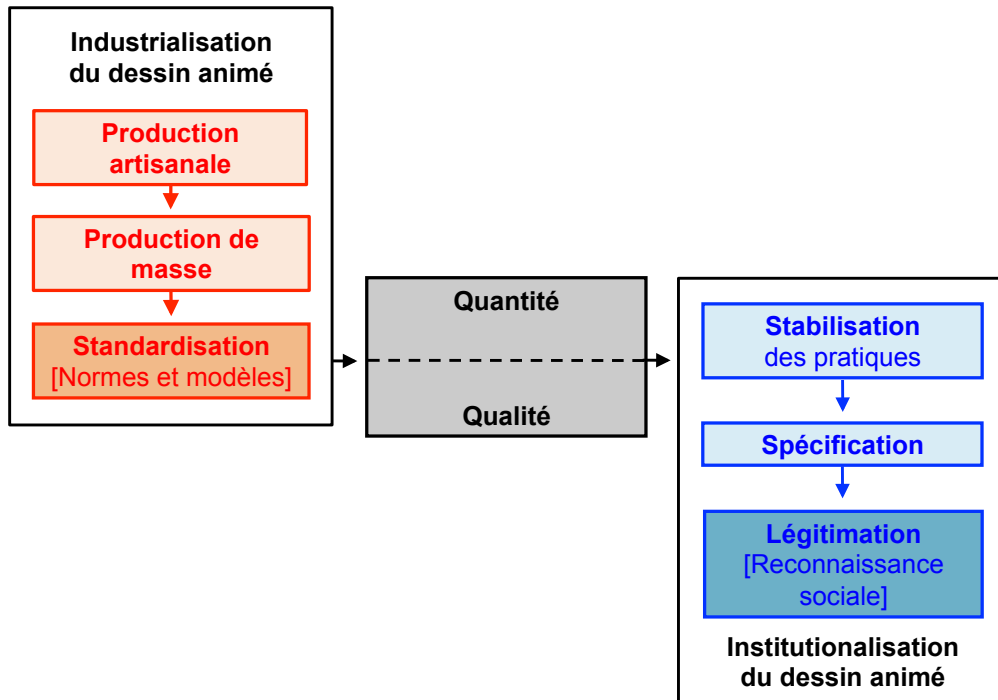 Industrialisation
du dessin animé
Production
artisanale
Production de
masse
Standardisation
[Normes et modèles]
Quantité
Qualité
Stabilisation
des pratiques
Spécification
Légitimation
[Reconnaissance
sociale]
Institutionalisation
du dessin animé